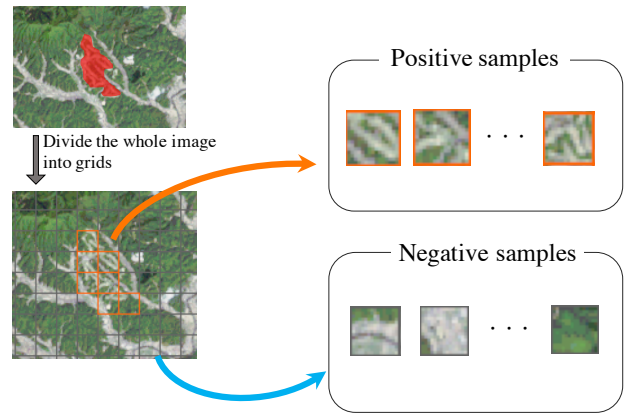 Positive samples
Divide the whole image
into grids
. . .
Negative samples
. . .